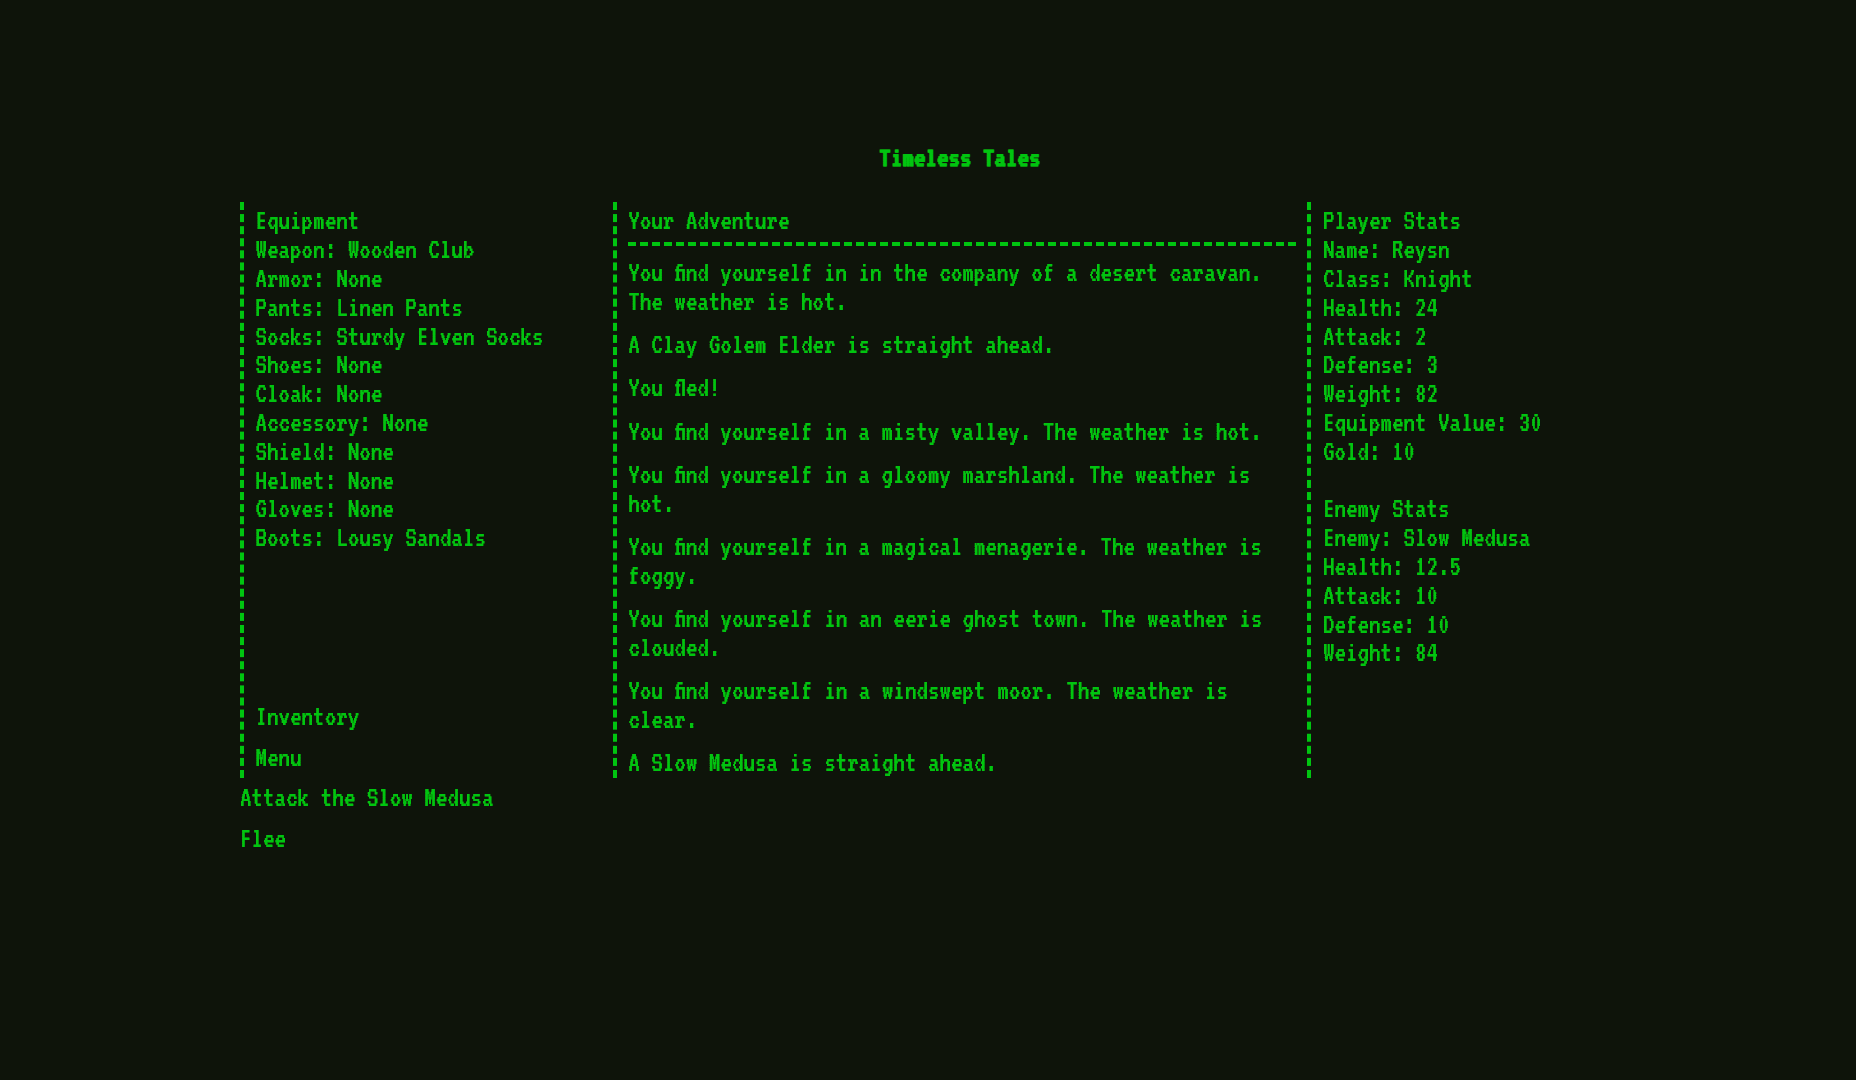 Timeless Tales
Equipment
Weapon: Wooden Club
Armor: None
Pants: Linen Pants
Socks: Sturdy Elven Socks
Shoes: None
Cloak: None
Accessory: None
Shield: None
Helmet: None
Gloves: None
Boots: Lousy Sandals
Inventory
Menu
Your Adventure
You find yourself in in the company of a desert caravan.
The weather is hot.
A Clay Golem Elder is straight ahead.
You fled!
You find yourself in a misty valley. The weather is hot.
You find yourself in a gloomy marshland. The weather is
hot.
You find yourself in a magical menagerie. The weather is
foggy.
You find yourself in an eerie ghost town. The weather is
clouded.
You find yourself in a windswept moor. The weather is
clear.
A Slow Medusa is straight ahead.
Player Stats
Name: Reysn
Class: Knight
Health: 24
Attack: 2
Defense: 3
Weight: 82
Equipment Value: 30
Gold: 10
Enemy Stats
Enemy: Slow Medusa
Health: 12.5
Attack: 10
Defense: 10
Weight: 84
Attack the Slow Medusa
Flee